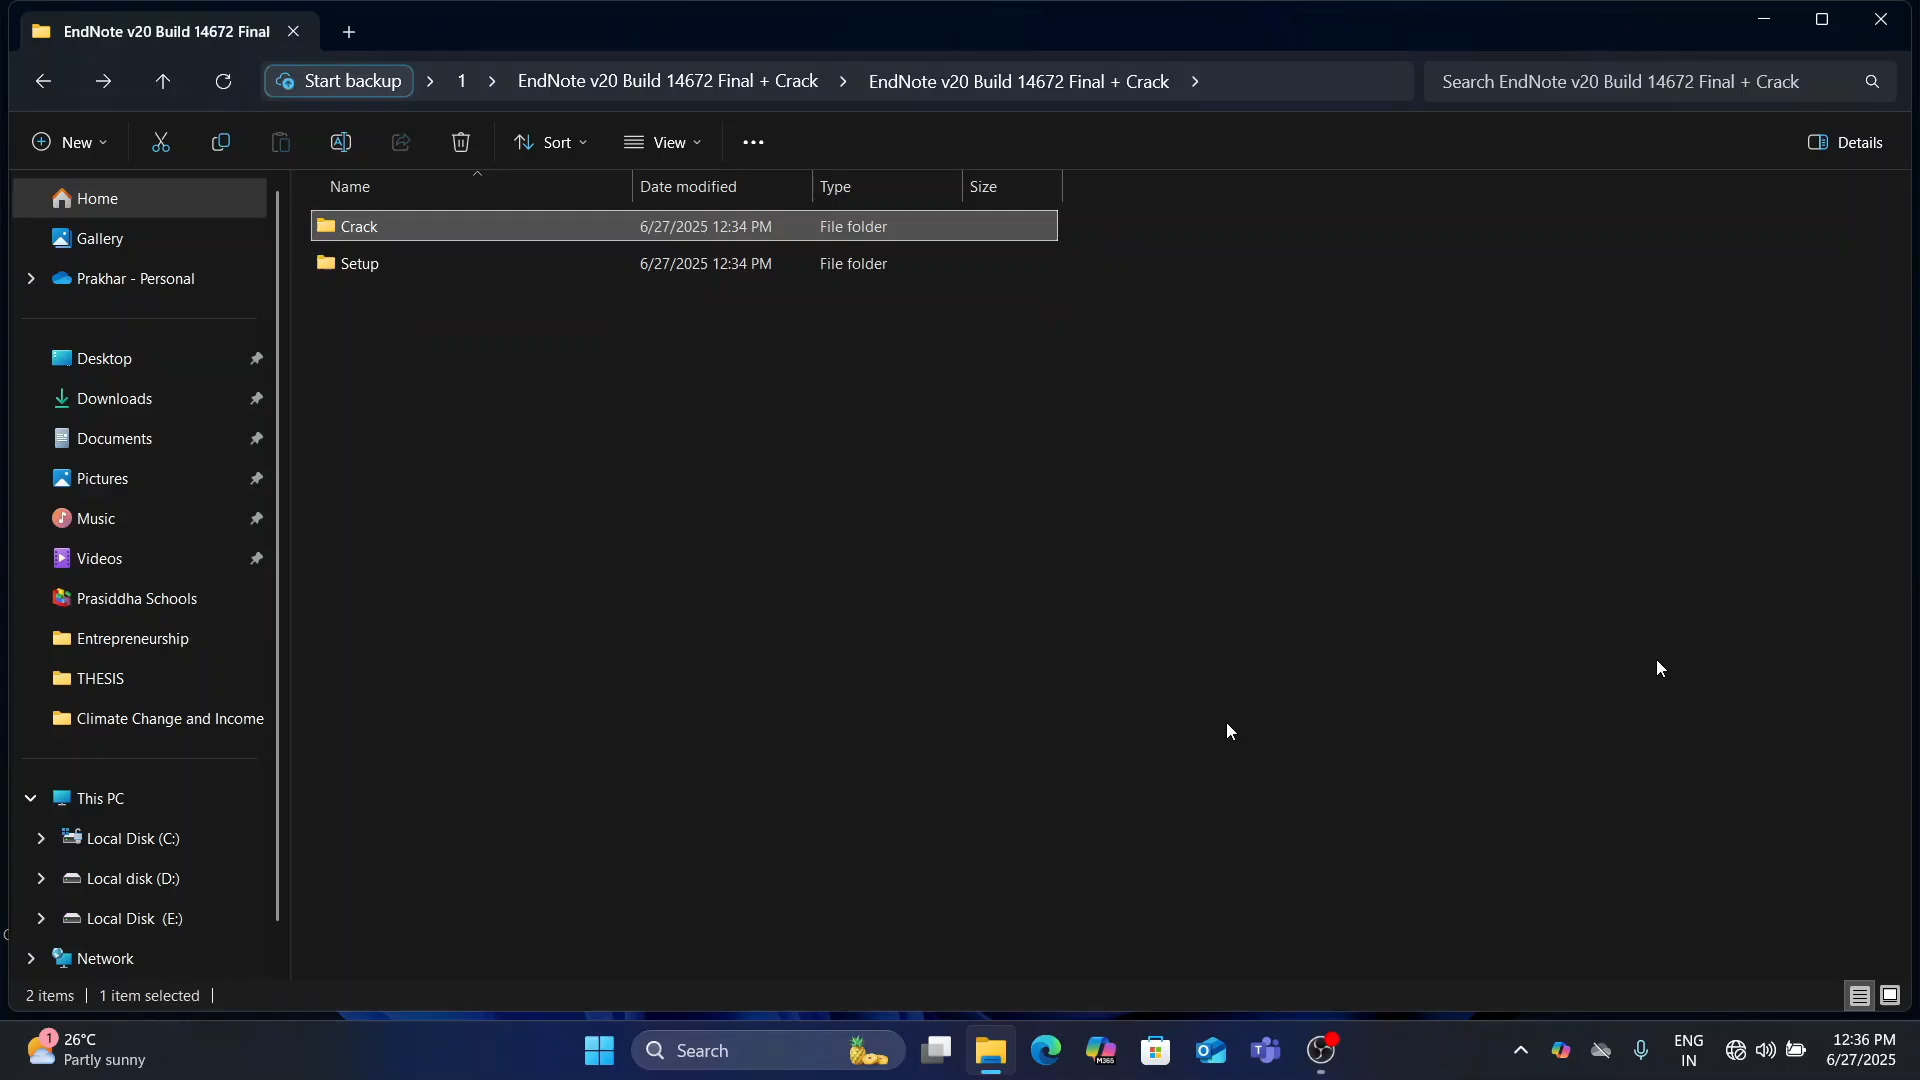 EndNote v20 Build 14672 Final
Start backup
1
EndNote v20 Build 14672 Final + Crack
EndNote v20 Build 14672 Final + Crack
Search EndNote v20 Build 14672 Final + Crack
New
Sort
View
Details
Name
Date modified
Type
Size
Crack
6/27/2025 12:34 PM
File folder
Setup
6/27/2025 12:34 PM
File folder
Home
Gallery
Prakhar - Personal
Desktop
Downloads
Documents
Pictures
Music
Videos
Prasiddha Schools
Entrepreneurship
THESIS
Climate Change and Income
This PC
Local Disk (C:)
Local disk (D:)
Local Disk (E:)
Network
2 items
1 item selected
1
26°C
Partly sunny
Search
M365
ENG
IN
12:36 PM
6/27/2025